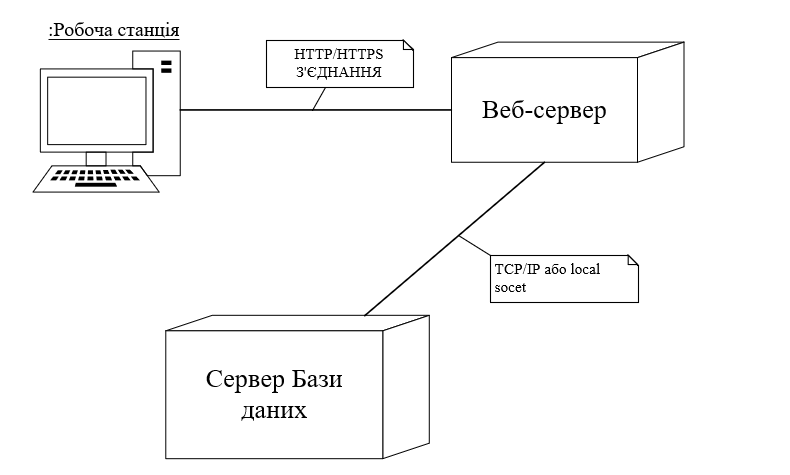 :Робоча станція
HTTP/HTTPS
З'ЄДНАННЯ
Веб-сервер
TCP/IP або local
socet
Сервер Бази
даних